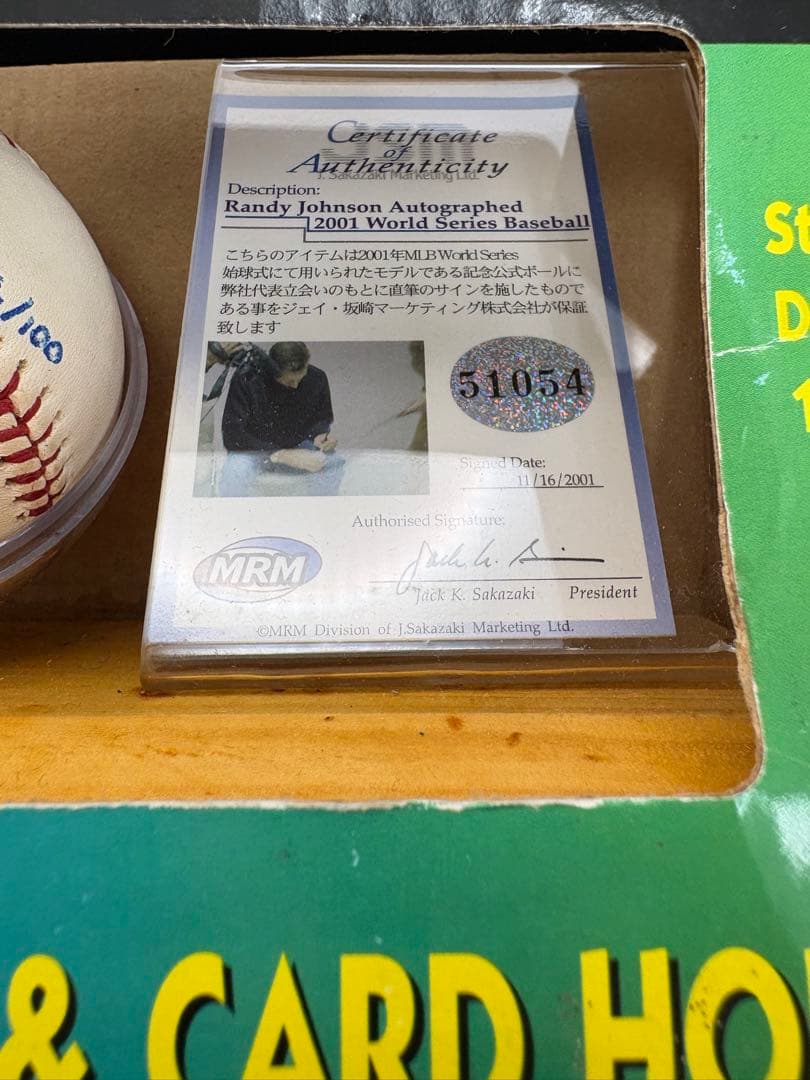 /100
Certificate
of
Authenticity
J. Sakazaki Marketing Ltd.
Description:
Randy Johnson Autographed
2001 World Series Baseball
こちらのアイテムは2001年MLB World Series
始球式にて用いられたモデルである記念公式ボールに
弊社代表立会いのもとに直筆のサインを施したもので
ある事をジェイ・坂崎マーケティング株式会社が保証
致します
51054
Signed Date:
11/16/2001
Authorised Signature:
MRM
Jack K. Sakazaki President
©MRM Division of J.Sakazaki Marketing Ltd.
St
D
1
& CARD HO